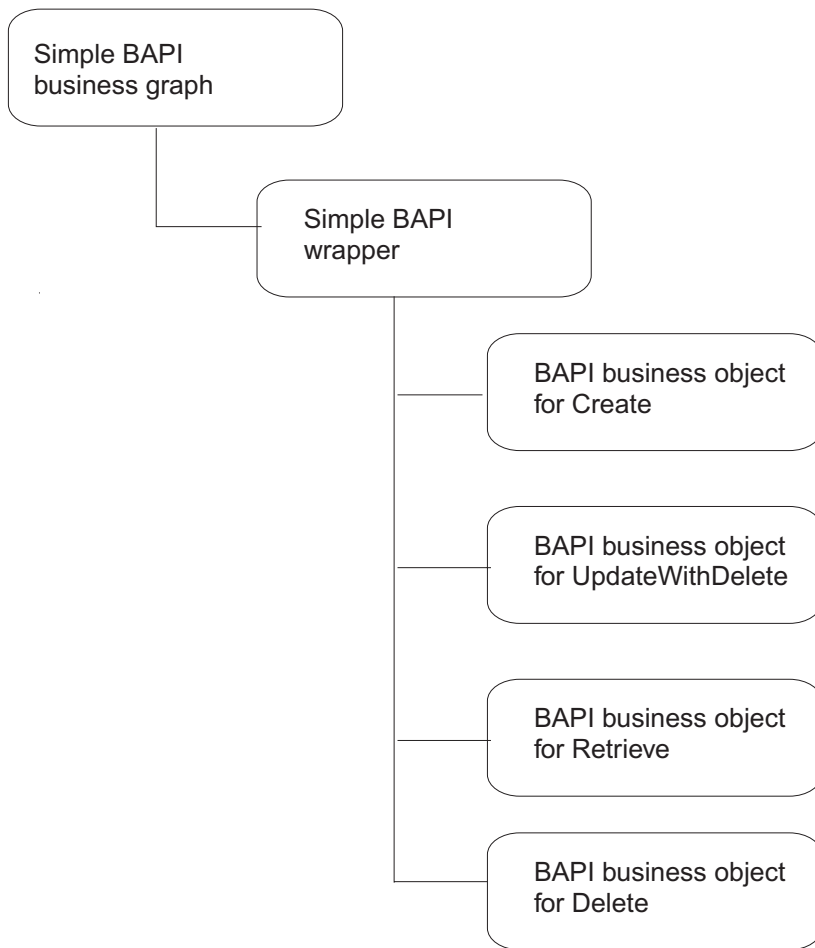 Simple BAPI
business graph
Simple BAPI
wrapper
BAPI business object
for Create
BAPI business object
for UpdateWithDelete
BAPI business object
for Retrieve
BAPI business object
for Delete